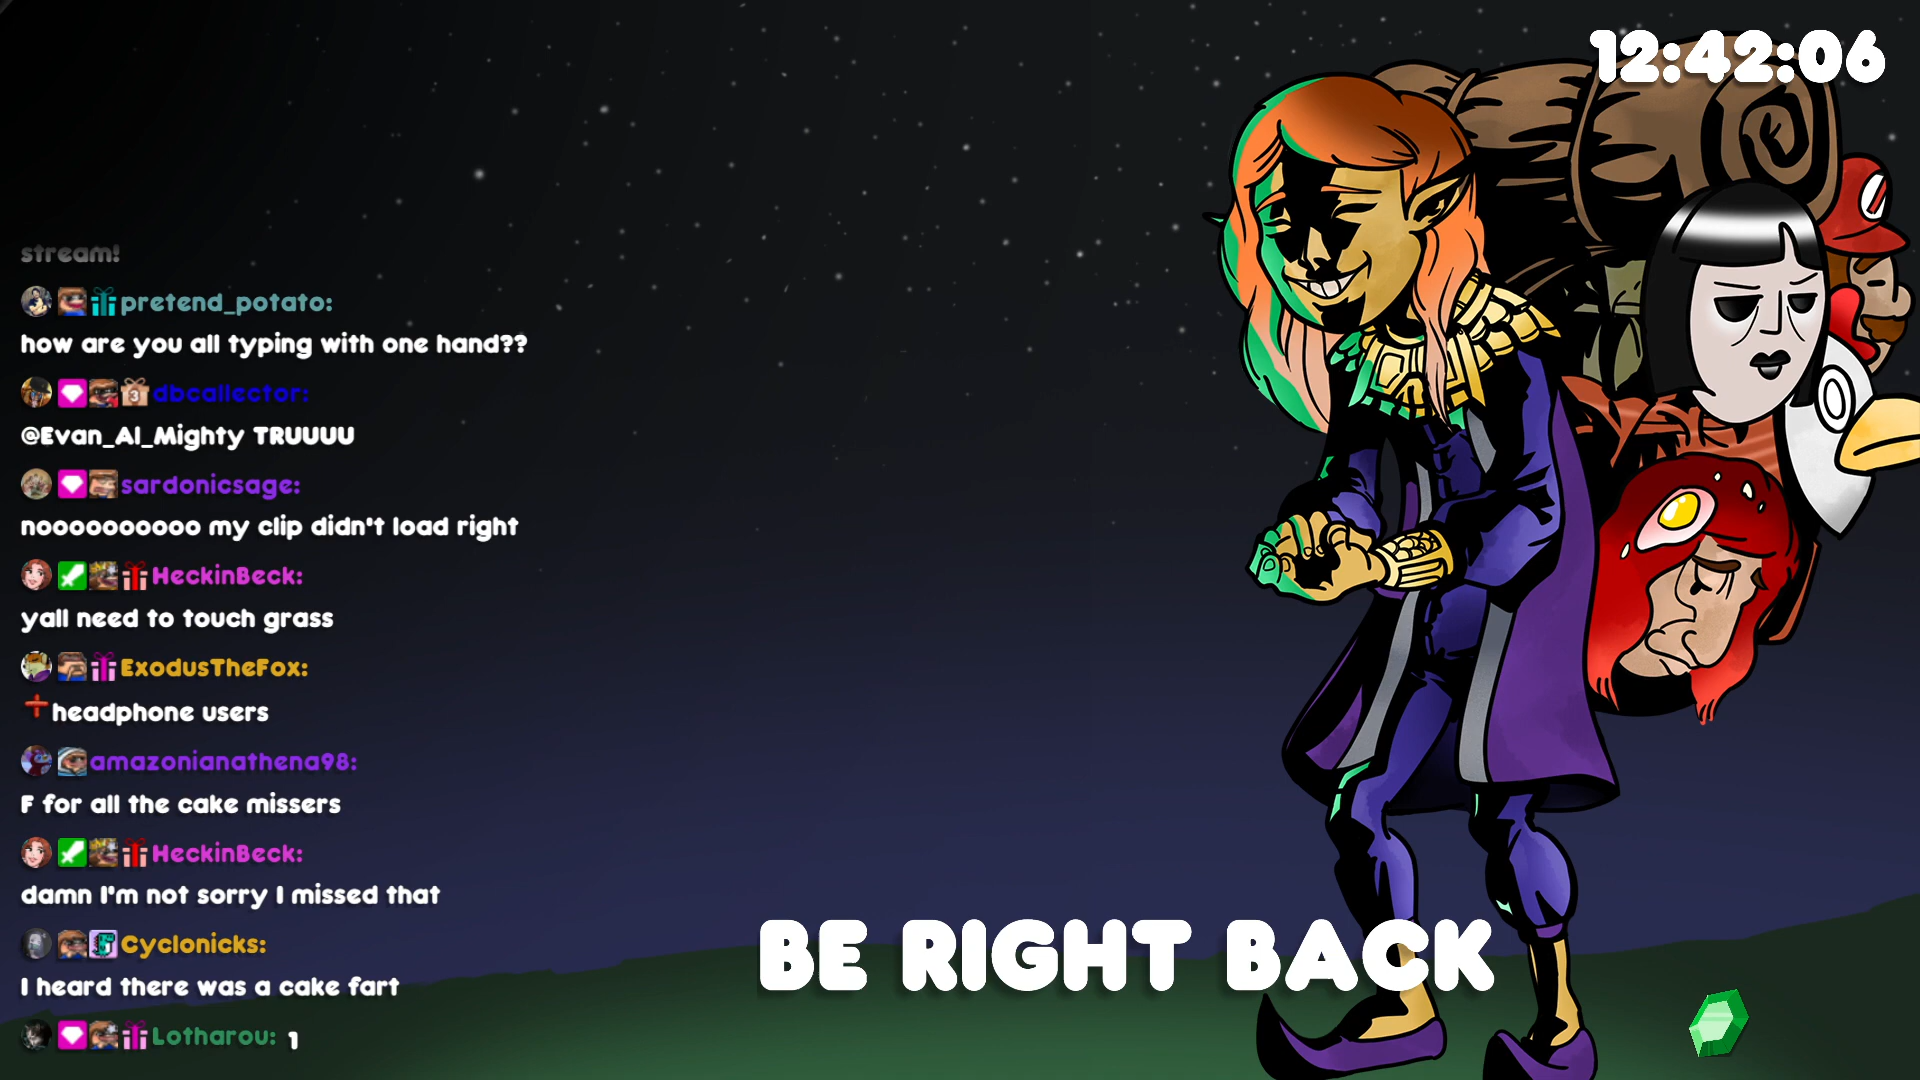 12:42:06
stream!
pretend_potato:
how are you all typing with one hand??
3 dbcallector:
@Evan_Al_Mighty TRUUUU
sardonicsage:
noooooooooo my clip didn't load right
HeckinBeck:
yall need to touch grass
ExodusTheFox:
headphone users
amazonianathena98:
F for all the cake missers
HeckinBeck:
damn I'm not sorry I missed that
Cyclonicks:
I heard there was a cake fart
Lotharou: 1
BE RIGHT BACK